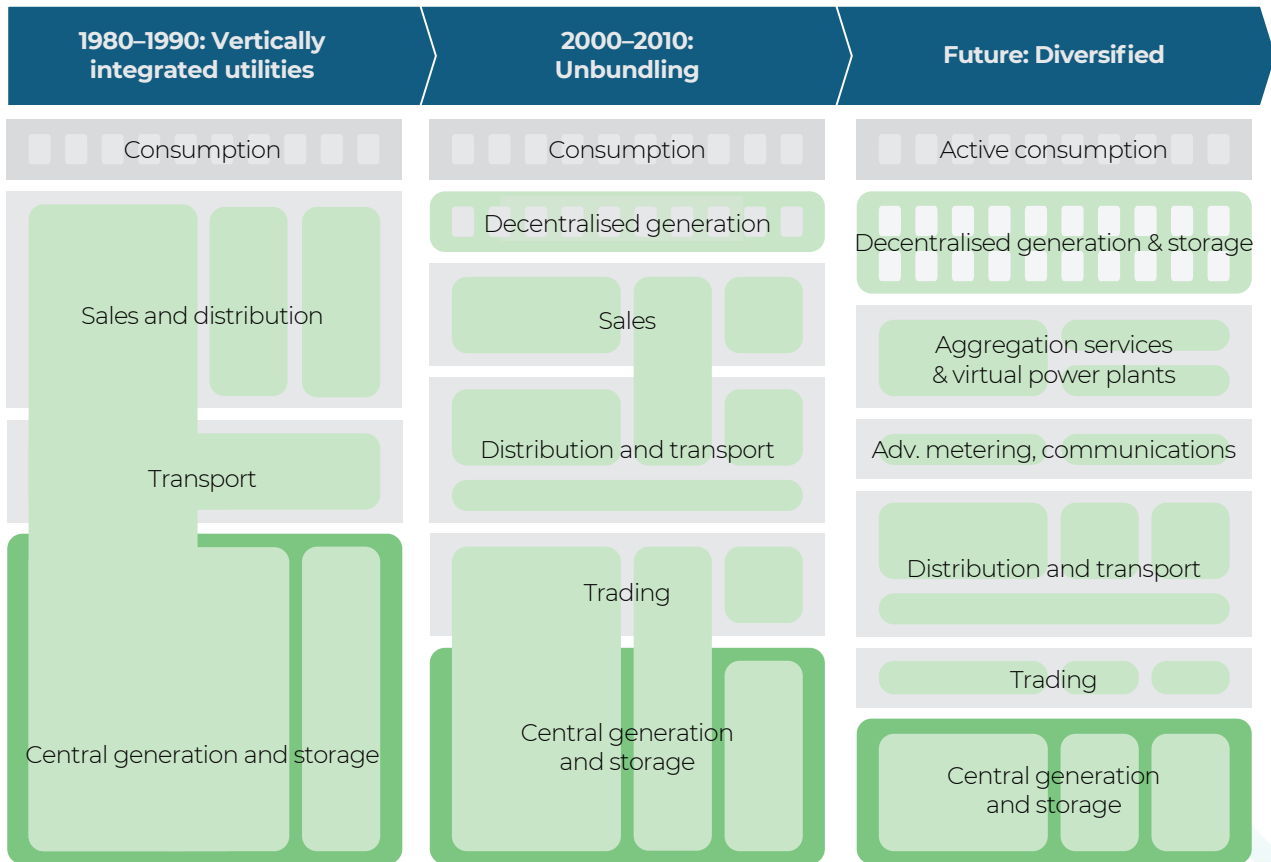 1980–1990: Vertically
integrated utilities
Consumption
Sales and distribution
Transport
Central generation and storage
2000–2010:
Unbundling
Consumption
Decentralised generation
Sales
Distribution and transport
Trading
Central generation
and storage
Future: Diversified
Active consumption
Decentralised generation & storage
Aggregation services
& virtual power plants
Adv. metering, communications
Distribution and transport
Trading
Central generation
and storage